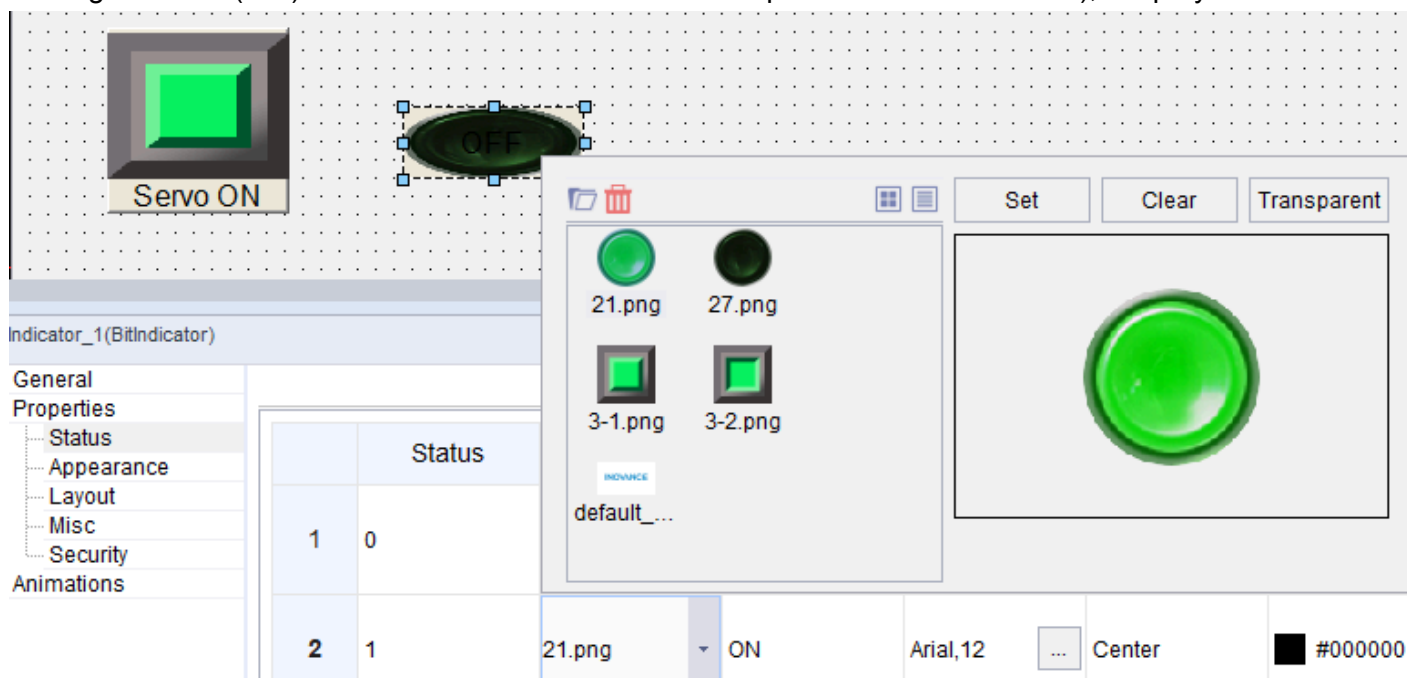 OFF
Servo ON
Set
Clear
Transparent
21.png
27.png
3-1.png
3-2.png
INOVANCE
default_...
Indicator_1(BitIndicator)
General
Properties
Status
Appearance
Layout
Misc
Security
Animations
Status
1 0
2 1 21.png ON Arial,12 ... Center #000000